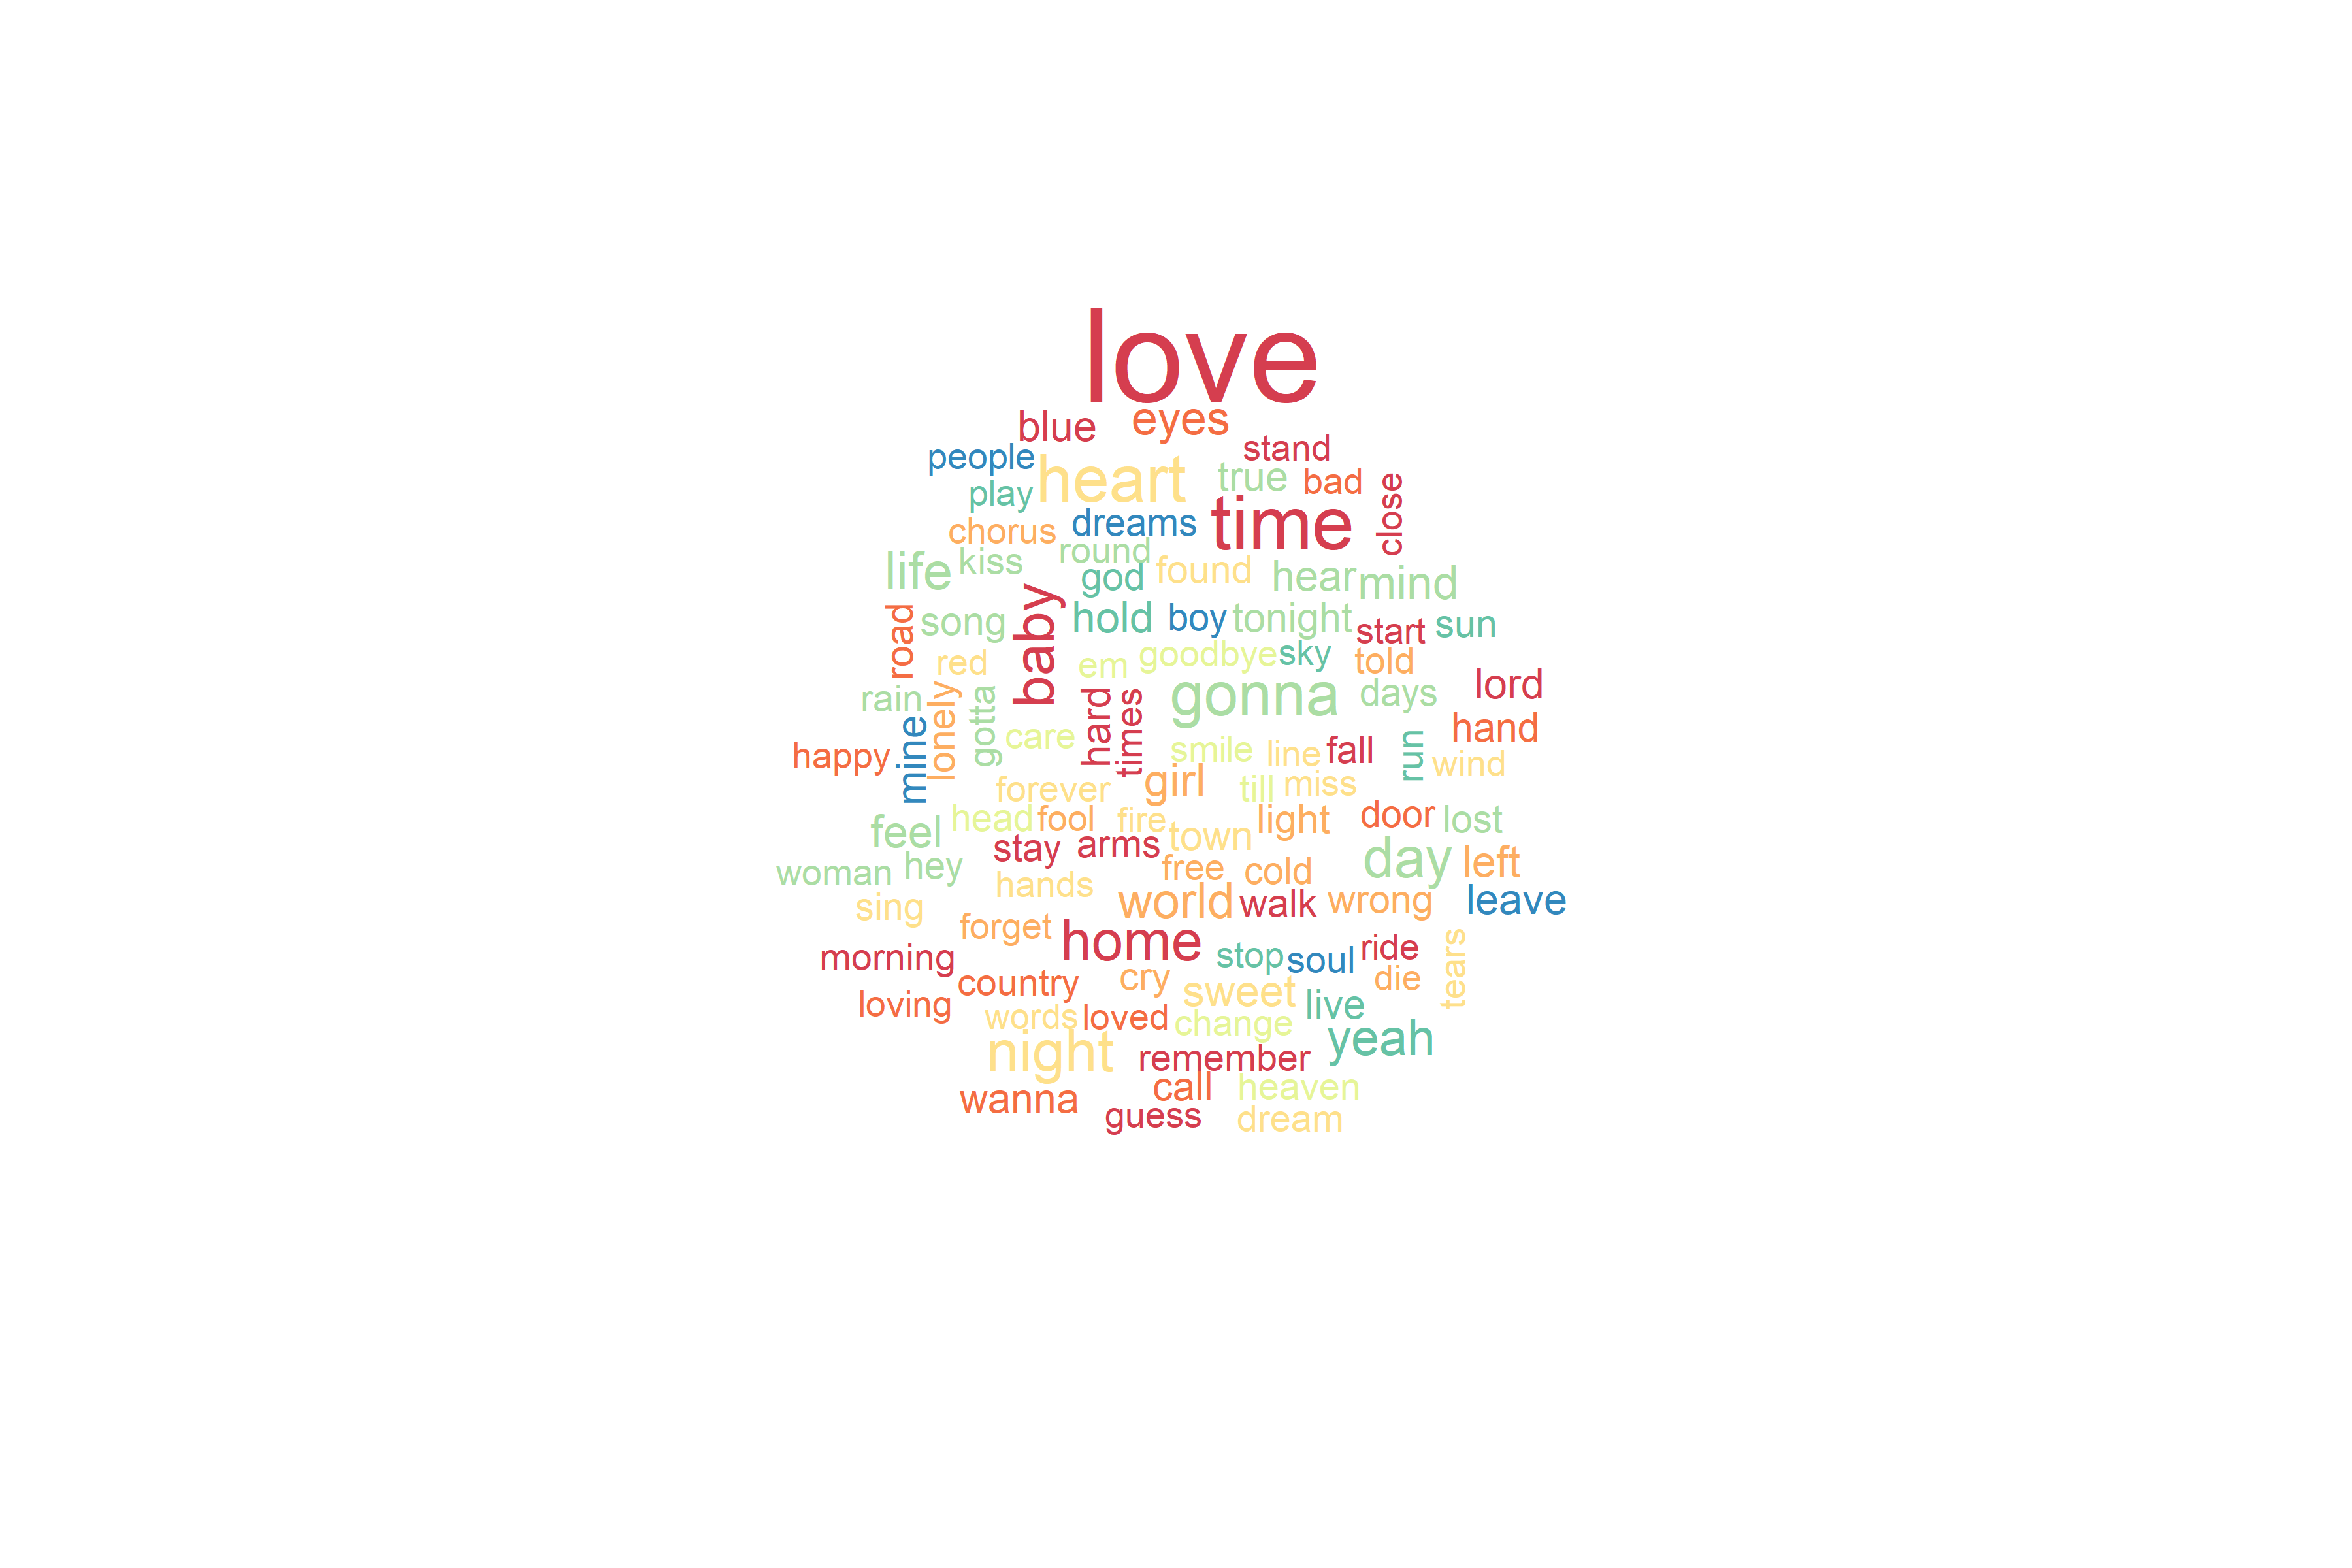 love
blue eyes
people stand
heart true bad
play close
chorus dreams time
life kiss round god found hear mind
road song baby hold boy tonight start sun
red em goodbye sky told
rain lonely gotta hard times gonna days lord
happy mine care smile line fall run hand wind
forever girl till miss
feel head fool fire town light door lost
stay arms
woman hey free cold day left
sing hands world walk wrong leave
forget home
morning stop soul ride tears
country cry die
loving sweet live
words loved change
night remember yeah
wanna call heaven
guess dream